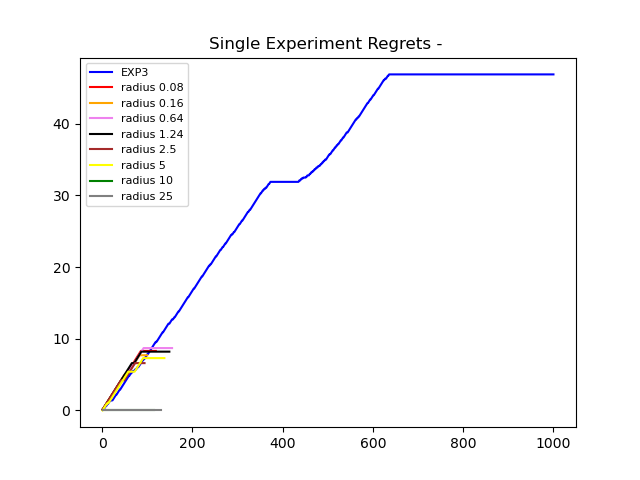 Single Experiment Regrets -
EXP3
radius 0.08
radius 0.16
radius 0.64
radius 1.24
radius 2.5
radius 5
radius 10
radius 25
40
30
20
10
0
0 200 400 600 800 1000